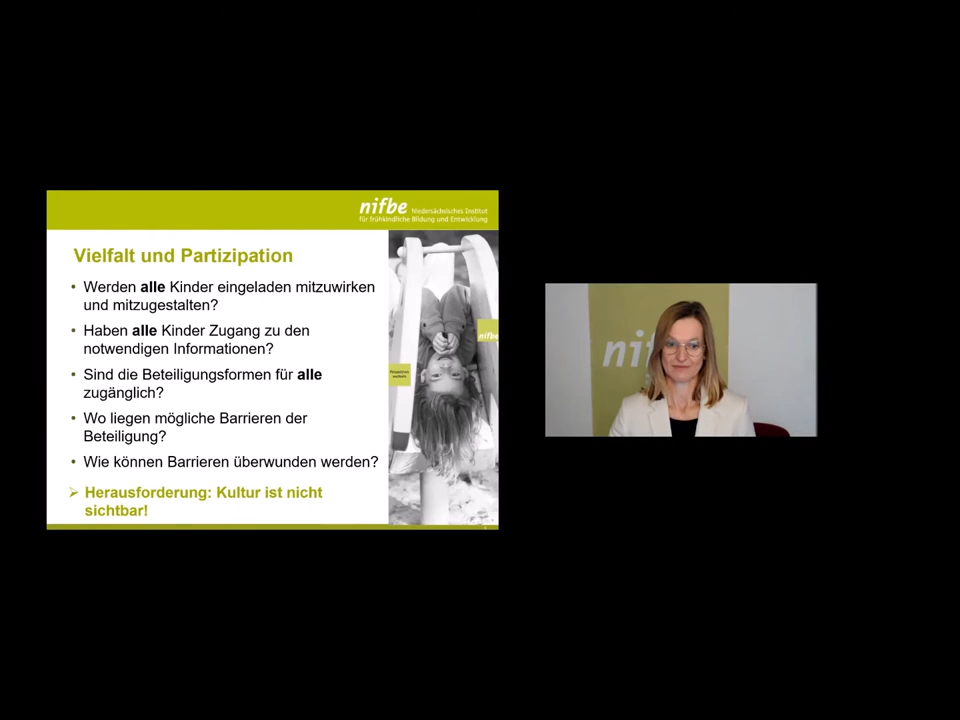 nifbe Niedersächsisches Institut
für frühkindliche Bildung und Entwicklung
Vielfalt und Partizipation
• Werden alle Kinder eingeladen mitzuwirken
und mitzugestalten?
• Haben alle Kinder Zugang zu den
notwendigen Informationen?
• Sind die Beteiligungsformen für alle
zugänglich?
• Wo liegen mögliche Barrieren der
Beteiligung?
• Wie können Barrieren überwunden werden?
➢ Herausforderung: Kultur ist nicht
sichtbar!
nifbe
nif